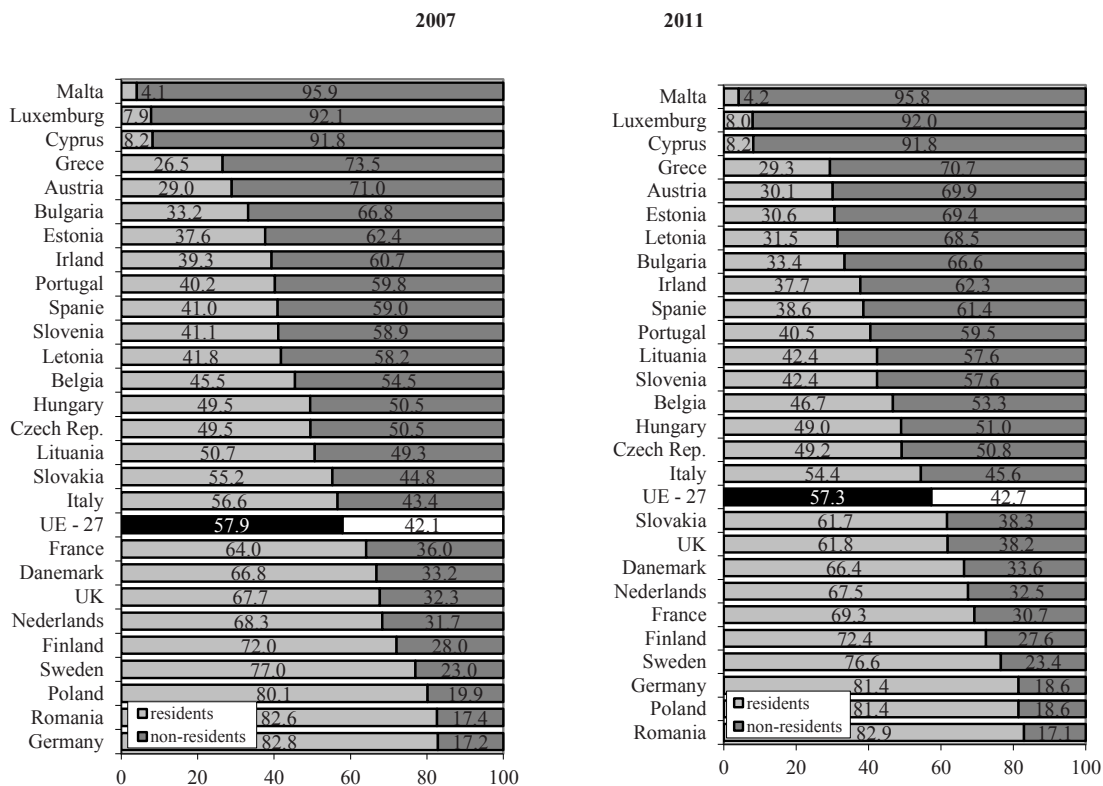 2007
Malta 4.1 95.9
Luxemburg 7.9 92.1
Cyprus 8.2 91.8
Grece 26.5 73.5
Austria 29.0 71.0
Bulgaria 33.2 66.8
Estonia 37.6 62.4
Irland 39.3 60.7
Portugal 40.2 59.8
Spanie 41.0 59.0
Slovenia 41.1 58.9
Letonia 41.8 58.2
Belgia 45.5 54.5
Hungary 49.5 50.5
Czech Rep. 49.5 50.5
Lituania 50.7 49.3
Slovakia 55.2 44.8
Italy 56.6 43.4
UE - 27 57.9 42.1
France 64.0 36.0
Danemark 66.8 33.2
UK 67.7 32.3
Nederlands 68.3 31.7
Finland 72.0 28.0
Sweden 77.0 23.0
Poland 80.1 19.9
Romania 82.6 17.4
Germany 82.8 17.2
residents
non-residents
0 20 40 60 80 100
2011
Malta 4.2 95.8
Luxemburg 8.0 92.0
Cyprus 8.2 91.8
Grece 29.3 70.7
Austria 30.1 69.9
Estonia 30.6 69.4
Letonia 31.5 68.5
Bulgaria 33.4 66.6
Irland 37.7 62.3
Spanie 38.6 61.4
Portugal 40.5 59.5
Lituania 42.4 57.6
Slovenia 42.4 57.6
Belgia 46.7 53.3
Hungary 49.0 51.0
Czech Rep. 49.2 50.8
Italy 54.4 45.6
UE - 27 57.3 42.7
Slovakia 61.7 38.3
UK 61.8 38.2
Danemark 66.4 33.6
Nederlands 67.5 32.5
France 69.3 30.7
Finland 72.4 27.6
Sweden 76.6 23.4
Germany 81.4 18.6
Poland 81.4 18.6
Romania 82.9 17.1
residents
non-residents
0 20 40 60 80 100